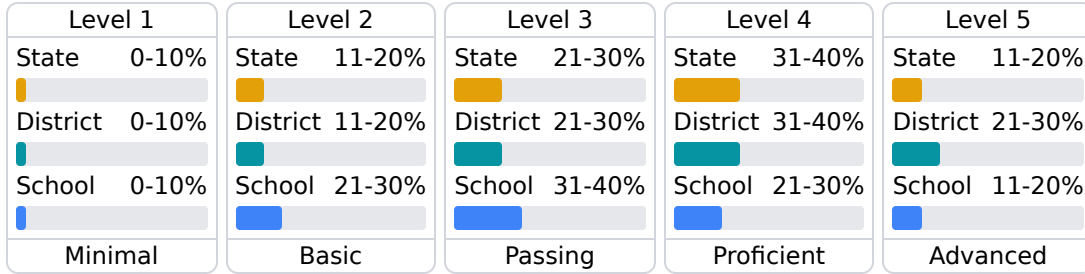 Level 1
State 0-10%
District 0-10%
School 0-10%
Minimal
Level 2
State 11-20%
District 11-20%
School 21-30%
Basic
Level 3
State 21-30%
District 21-30%
School 31-40%
Passing
Level 4
State 31-40%
District 31-40%
School 21-30%
Proficient
Level 5
State 11-20%
District 21-30%
School 11-20%
Advanced